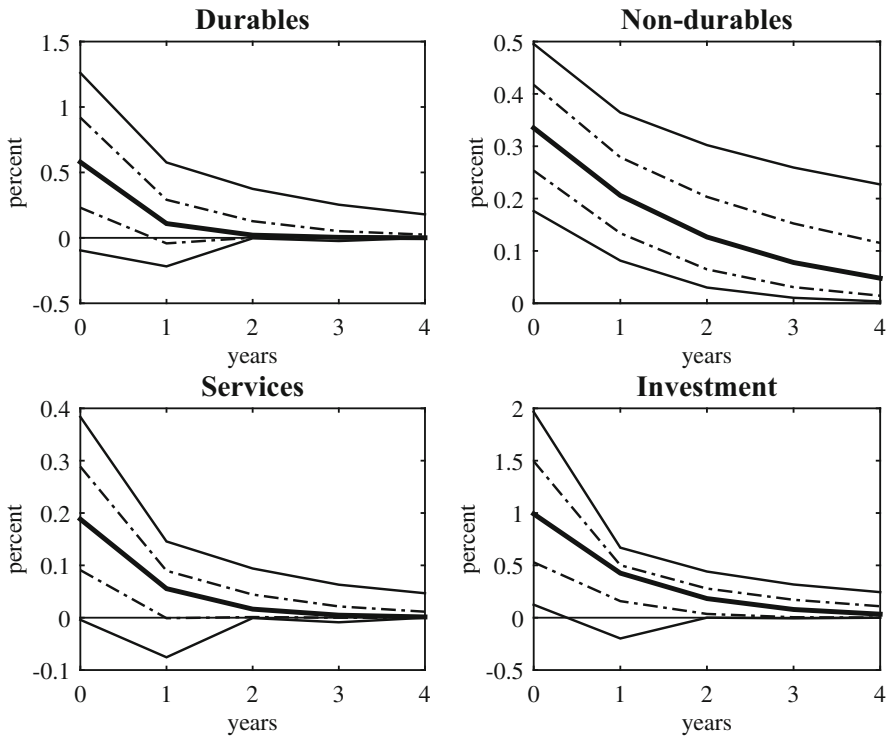 Durables
1.5
1
0.5
0
-0.5
percent
0 1 2 3 4
years
Non-durables
0.5
0.4
0.3
0.2
0.1
0
percent
0 1 2 3 4
years
Services
0.4
0.3
0.2
0.1
0
-0.1
percent
0 1 2 3 4
years
Investment
2
1.5
1
0.5
0
-0.5
percent
0 1 2 3 4
years